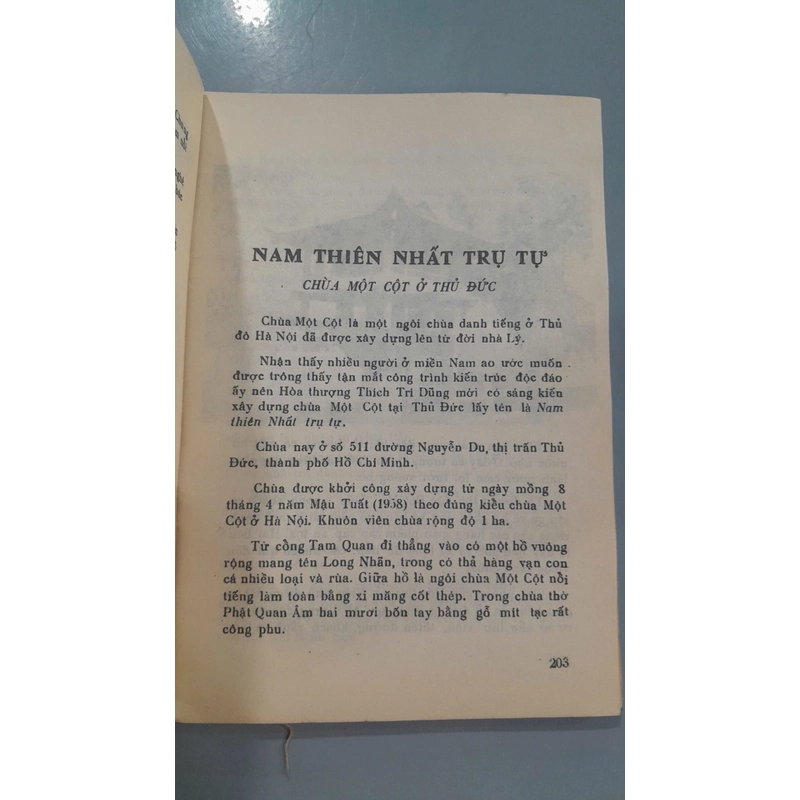 NAM THIÊN NHẤT TRỤ TỰ
CHÙA MỘT CỘT Ở THỦ ĐỨC
Chùa Một Cột là một ngôi chùa danh tiếng ở Thủ
đô Hà Nội đã được xây dựng lên từ đời nhà Lý.
Nhận thấy nhiều người ở miền Nam ao ước muốn
được trông thấy tận mắt công trình kiến trúc độc đáo
ấy nên Hòa thượng Thích Trí Dũng mới có sáng kiến
xây dựng chùa Một Cột tại Thủ Đức lấy tên là Nam
thiên Nhất trụ tự.
Chùa nay ở số 511 đường Nguyễn Du, thị trấn Thủ
Đức, thành phố Hồ Chí Minh.
Chùa được khởi công xây dựng từ ngày mồng 8
tháng 4 năm Mậu Tuất (1958) theo đúng kiểu chùa Một
Cột ở Hà Nội. Khuôn viên chùa rộng độ 1 ha.
Từ cồng Tam Quan đi thẳng vào có một hồ vuông
rộng mang tên Long Nhãn, trong có thả hàng vạn con
cá nhiều loại và rùa. Giữa hồ là ngôi chùa Một Cột nổi
tiếng làm toàn bằng xi măng cốt thép. Trong chùa thờ
Phật Quan Âm hai mươi bốn tay bằng gỗ mít tạc rất
công phu.
203